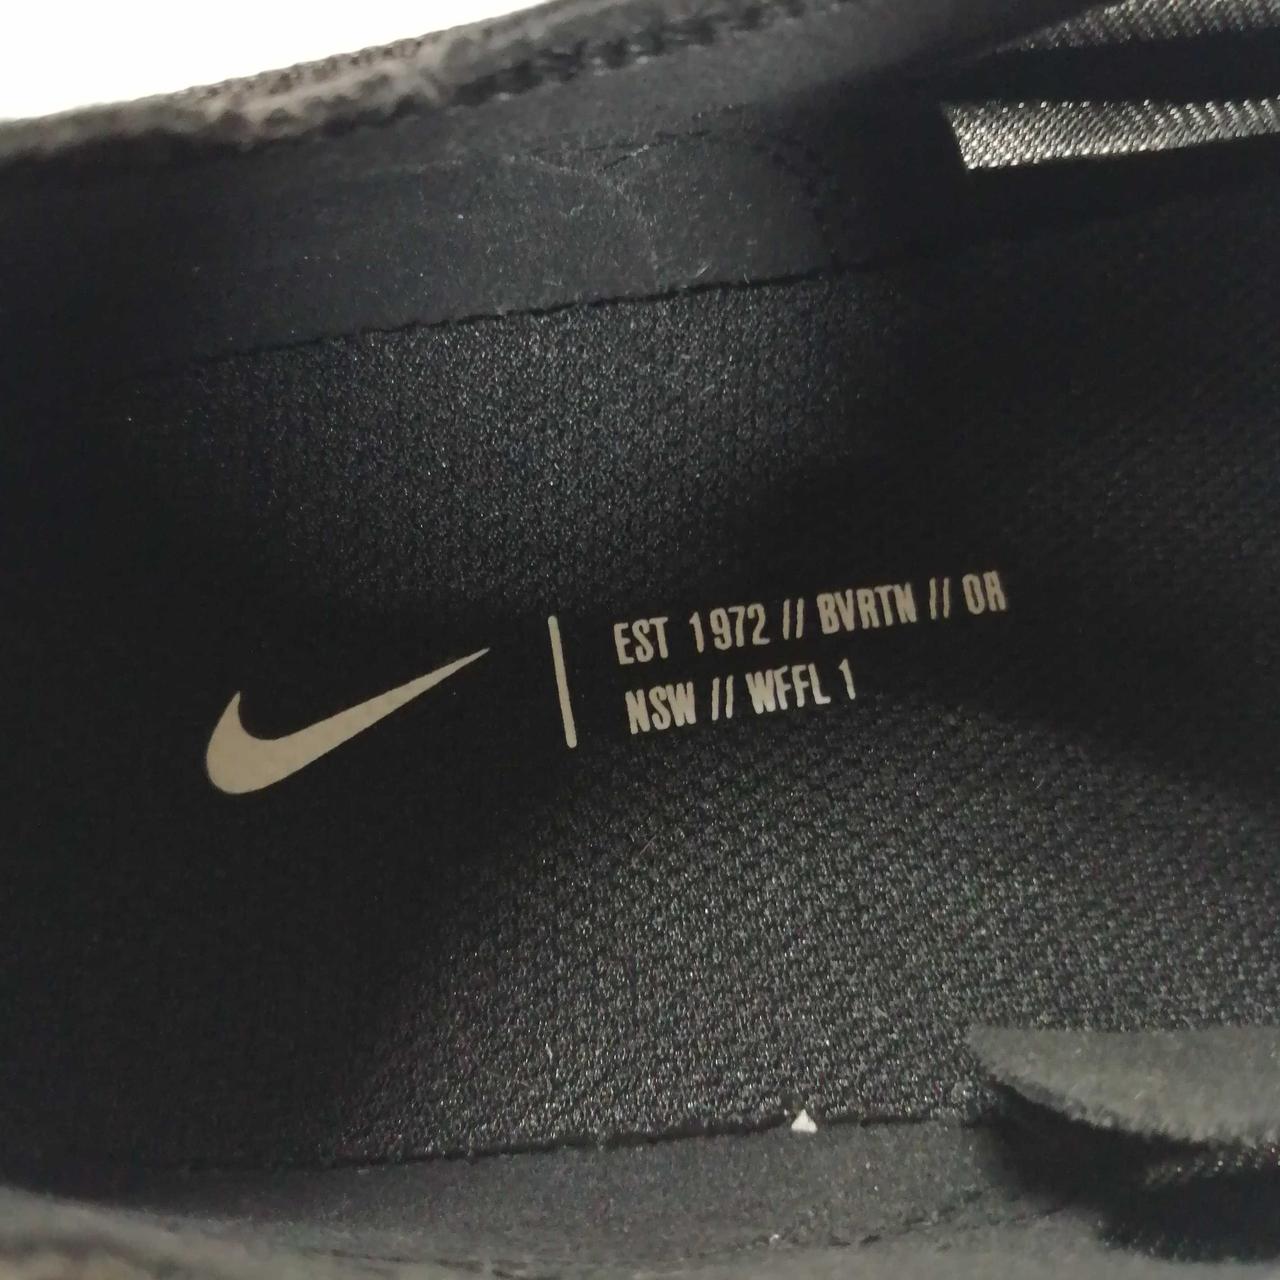 EST 1972 // BVRTN // OR
NSW // WFFL 1